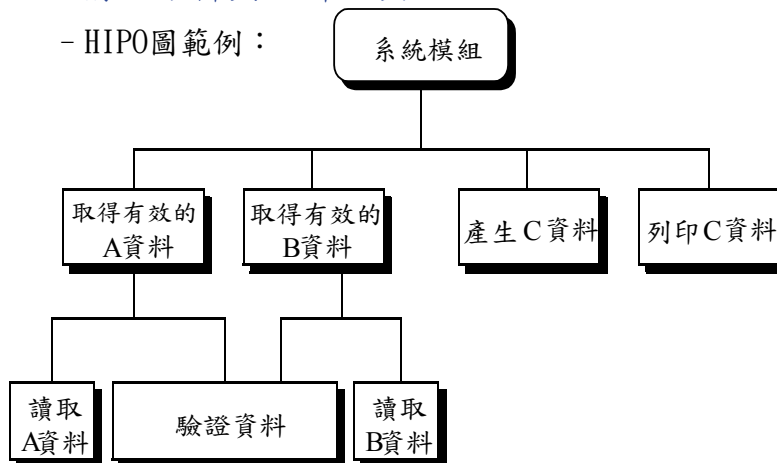 - HIPO圖範例：
系統模組
取得有效的
A資料
取得有效的
B資料
產生C資料
列印C資料
讀取
A資料
驗證資料
讀取
B資料